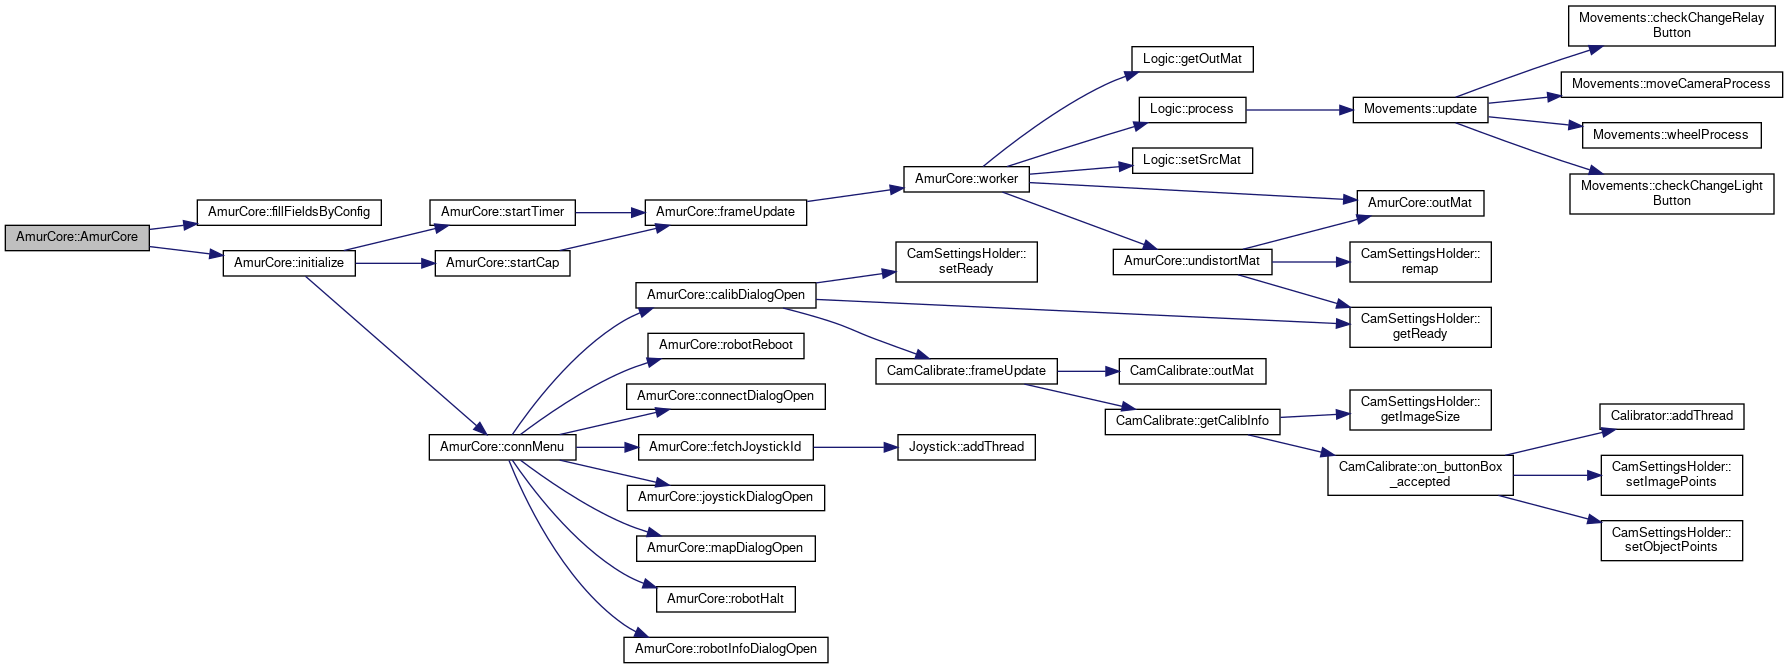 AmurCore::AmurCore
AmurCore::fillFieldsByConfig
AmurCore::initialize
AmurCore::startTimer
AmurCore::startCap
AmurCore::connMenu
AmurCore::frameUpdate
AmurCore::calibDialogOpen
AmurCore::robotReboot
AmurCore::connectDialogOpen
AmurCore::fetchJoystickId
AmurCore::joystickDialogOpen
AmurCore::mapDialogOpen
AmurCore::robotHalt
AmurCore::robotInfoDialogOpen
AmurCore::worker
CamSettingsHolder::
setReady
CamCalibrate::frameUpdate
Joystick::addThread
Logic::getOutMat
Logic::process
Logic::setSrcMat
AmurCore::undistortMat
CamCalibrate::outMat
CamCalibrate::getCalibInfo
Movements::update
AmurCore::outMat
CamSettingsHolder::
remap
CamSettingsHolder::
getReady
CamSettingsHolder::
getImageSize
CamCalibrate::on_buttonBox
_accepted
Movements::checkChangeRelay
Button
Movements::moveCameraProcess
Movements::wheelProcess
Movements::checkChangeLight
Button
Calibrator::addThread
CamSettingsHolder::
setImagePoints
CamSettingsHolder::
setObjectPoints